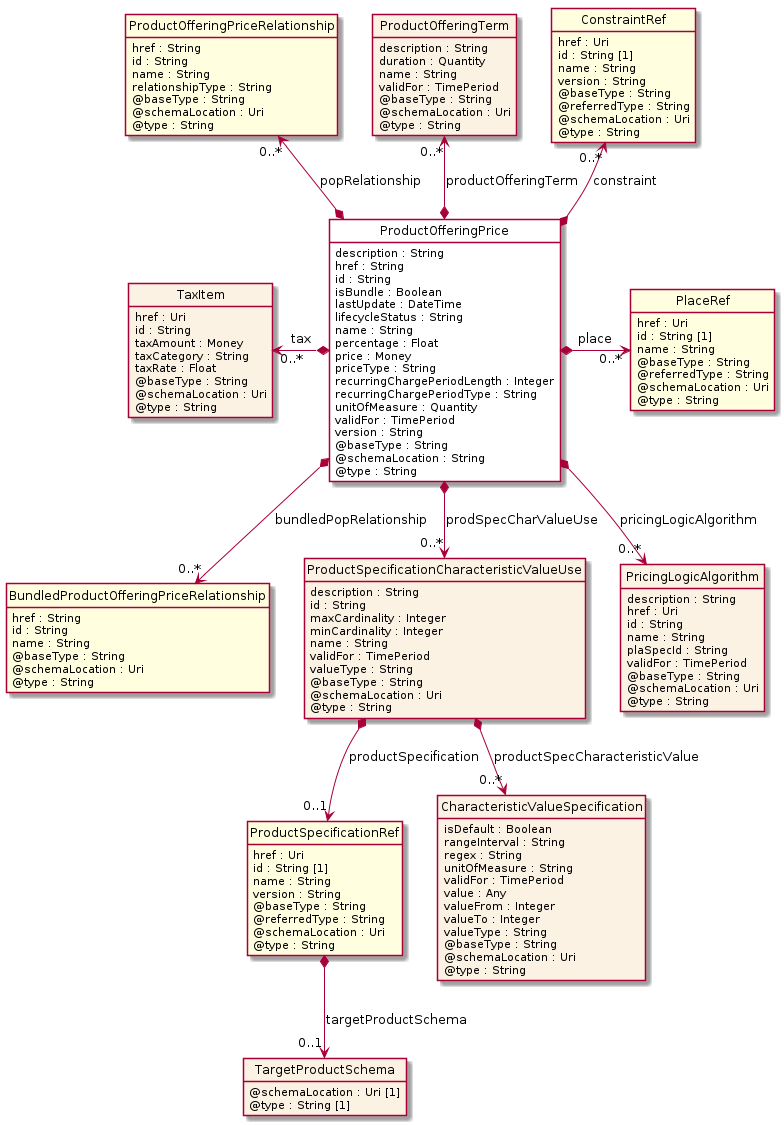 ProductOfferingPriceRelationship
href : String
id : String
name : String
relationshipType : String
@baseType : String
@schemaLocation : Uri
@type : String
ProductOfferingTerm
description : String
duration : Quantity
name : String
validFor : TimePeriod
@baseType : String
@schemaLocation : Uri
@type : String
ConstraintRef
href : Uri
id : String [1]
name : String
version : String
@baseType : String
@referredType : String
@schemaLocation : Uri
@type : String
0..*
0..*
0..*
popRelationship
productOfferingTerm
constraint
ProductOfferingPrice
description : String
href : String
id : String
isBundle : Boolean
lastUpdate : DateTime
lifecycleStatus : String
name : String
percentage : Float
price : Money
priceType : String
recurringChargePeriodLength : Integer
recurringChargePeriodType : String
unitOfMeasure : Quantity
validFor : TimePeriod
version : String
@baseType : String
@schemaLocation : String
@type : String
TaxItem
href : Uri
id : String
taxAmount : Money
taxCategory : String
taxRate : Float
@baseType : String
@schemaLocation : Uri
@type : String
tax
0..*
place
0..*
PlaceRef
href : Uri
id : String [1]
name : String
@baseType : String
@referredType : String
@schemaLocation : Uri
@type : String
bundledPopRelationship
0..*
prodSpecCharValueUse
0..*
pricingLogicAlgorithm
0..*
BundledProductOfferingPriceRelationship
href : String
id : String
name : String
@baseType : String
@schemaLocation : Uri
@type : String
ProductSpecificationCharacteristicValueUse
description : String
id : String
maxCardinality : Integer
minCardinality : Integer
name : String
validFor : TimePeriod
valueType : String
@baseType : String
@schemaLocation : Uri
@type : String
PricingLogicAlgorithm
description : String
href : Uri
id : String
name : String
plaSpecId : String
validFor : TimePeriod
@baseType : String
@schemaLocation : Uri
@type : String
productSpecification
0..1
productSpecCharacteristicValue
0..*
ProductSpecificationRef
href : Uri
id : String [1]
name : String
version : String
@baseType : String
@referredType : String
@schemaLocation : Uri
@type : String
CharacteristicValueSpecification
isDefault : Boolean
rangeInterval : String
regex : String
unitOfMeasure : String
validFor : TimePeriod
value : Any
valueFrom : Integer
valueTo : Integer
valueType : String
@baseType : String
@schemaLocation : Uri
@type : String
targetProductSchema
0..1
TargetProductSchema
@schemaLocation : Uri [1]
@type : String [1]